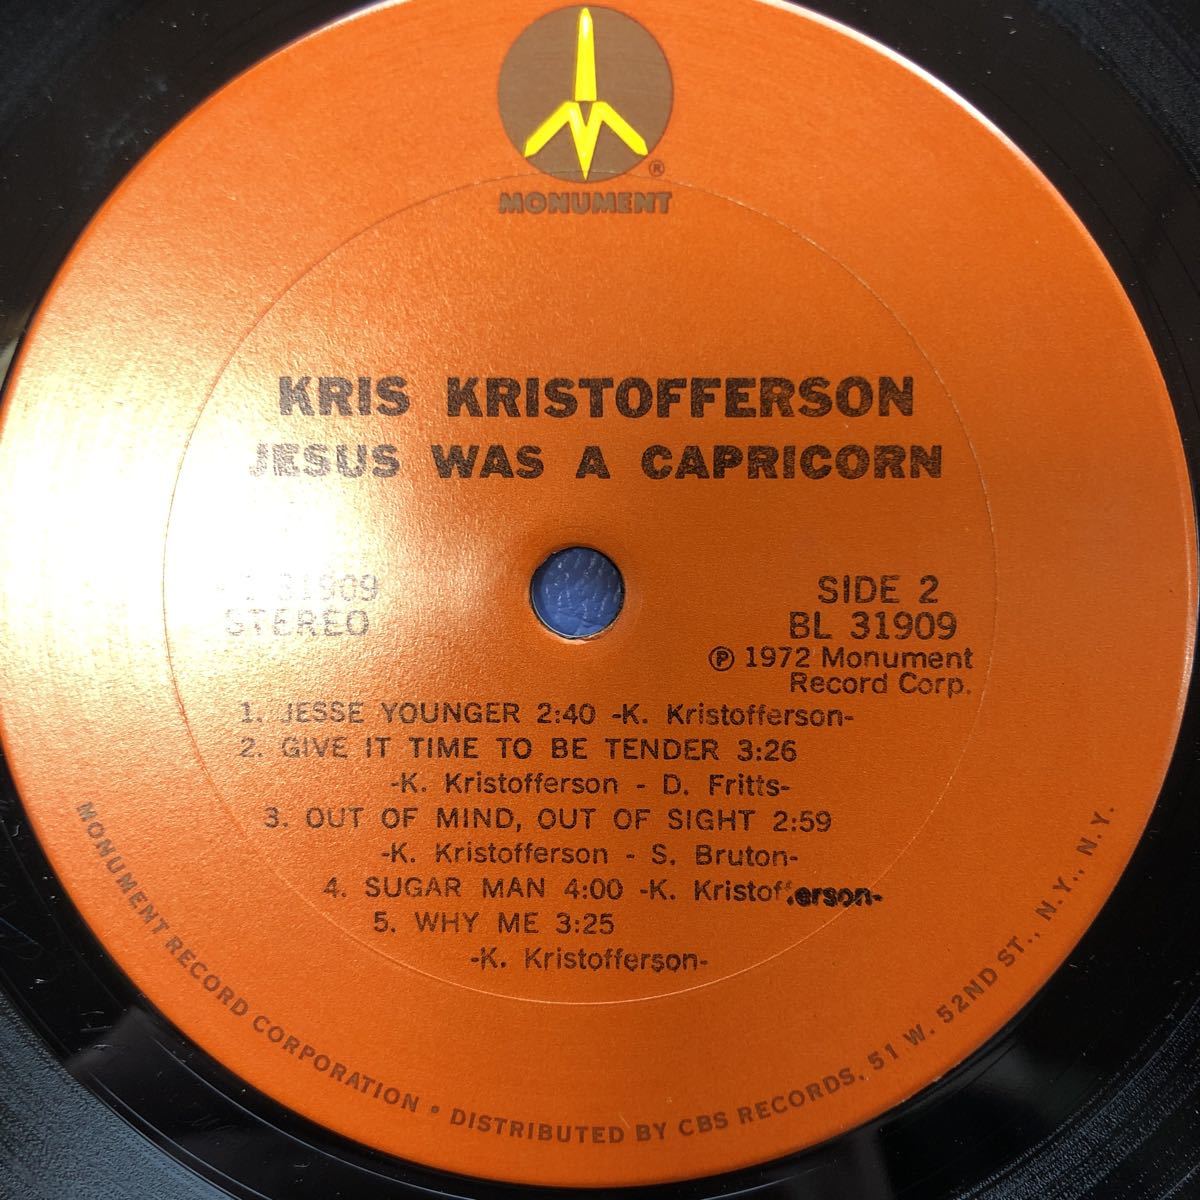 ®
MONUMENT
KRIS KRISTOFFERSON
JESUS WAS A CAPRICORN
31909
STEREO
SIDE 2
BL 31909
℗ 1972 Monument
Record Corp.
1. JESSE YOUNGER 2:40 -K. Kristofferson-
2. GIVE IT TIME TO BE TENDER 3:26
-K. Kristofferson - D. Fritts-
3. OUT OF MIND, OUT OF SIGHT 2:59
-K. Kristofferson - S. Bruton-
4. SUGAR MAN 4:00 -K. Kristofferson-
5. WHY ME 3:25
-K. Kristofferson-
MONUMENT RECORD CORPORATION • DISTRIBUTED BY CBS RECORDS, 51 W. 52ND ST., N.Y., N.Y.